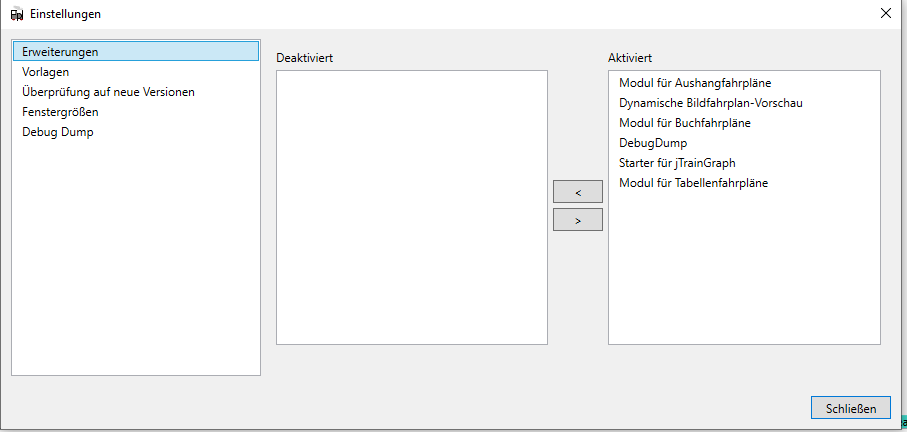 Einstellungen
Erweiterungen
Vorlagen
Überprüfung auf neue Versionen
Fenstergrößen
Debug Dump
Deaktiviert
<
>
Aktiviert
Modul für Aushangfahrpläne
Dynamische Bildfahrplan-Vorschau
Modul für Buchfahrpläne
DebugDump
Starter für jTrainGraph
Modul für Tabellenfahrpläne
Schließen